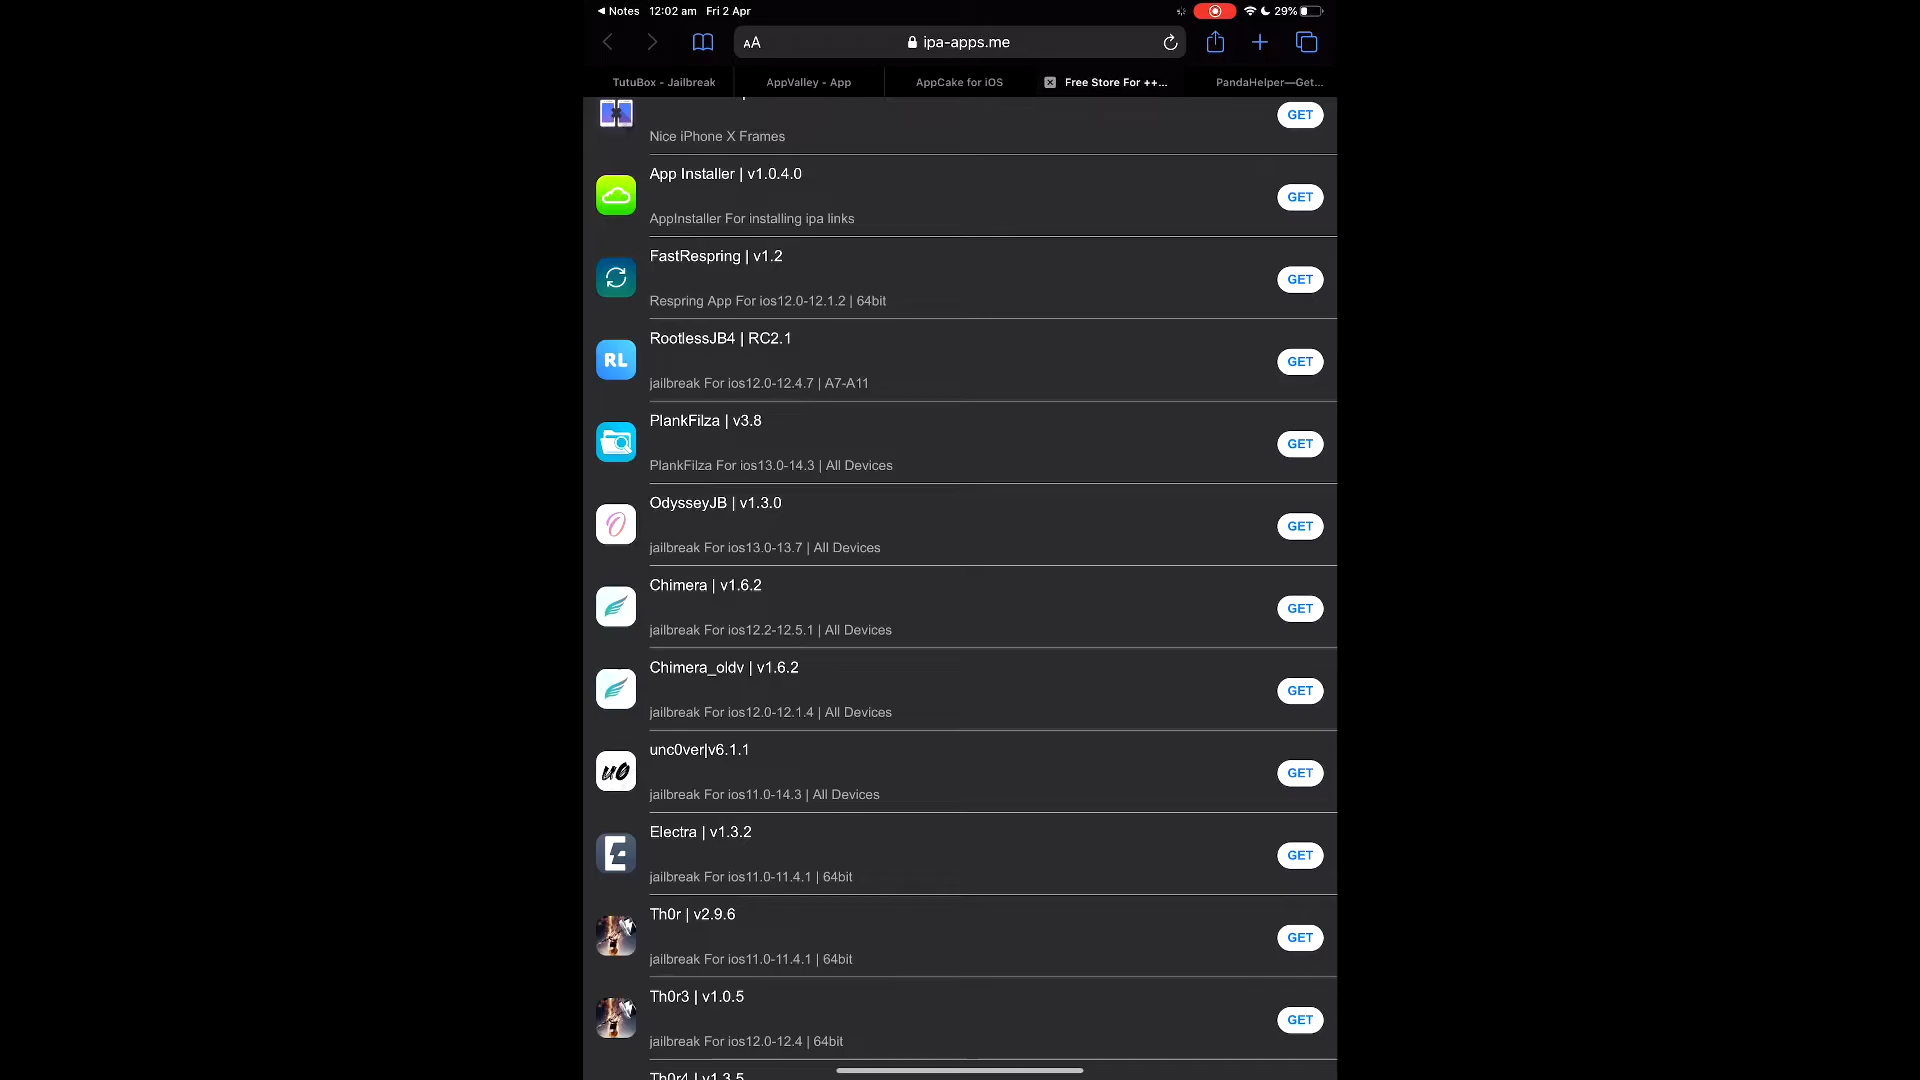 ◀ Notes 12:02 am Fri 2 Apr 29%
AA ipa-apps.me
TutuBox - Jailbreak AppValley - App AppCake for iOS Free Store For ++... PandaHelper—Get...
GET
Nice iPhone X Frames
App Installer | v1.0.4.0
GET
AppInstaller For installing ipa links
FastRespring | v1.2
GET
Respring App For ios12.0-12.1.2 | 64bit
RootlessJB4 | RC2.1
RL GET
jailbreak For ios12.0-12.4.7 | A7-A11
PlankFilza | v3.8
GET
PlankFilza For ios13.0-14.3 | All Devices
OdysseyJB | v1.3.0
GET
jailbreak For ios13.0-13.7 | All Devices
Chimera | v1.6.2
GET
jailbreak For ios12.2-12.5.1 | All Devices
Chimera_oldv | v1.6.2
GET
jailbreak For ios12.0-12.1.4 | All Devices
unc0ver|v6.1.1
u0 GET
jailbreak For ios11.0-14.3 | All Devices
Electra | v1.3.2
GET
jailbreak For ios11.0-11.4.1 | 64bit
Th0r | v2.9.6
GET
jailbreak For ios11.0-11.4.1 | 64bit
Th0r3 | v1.0.5
GET
jailbreak For ios12.0-12.4 | 64bit
Th0r4 | v1.3.5